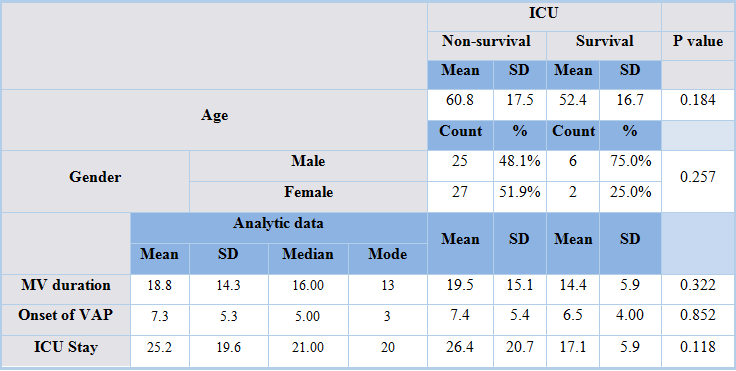 ICU
Non-survival Survival P value
Mean SD Mean SD
Age 60.8 17.5 52.4 16.7 0.184
Count % Count %
Gender Male 25 48.1% 6 75.0% 0.257
Female 27 51.9% 2 25.0%
Analytic data Mean SD Mean SD
Mean SD Median Mode
MV duration 18.8 14.3 16.00 13 19.5 15.1 14.4 5.9 0.322
Onset of VAP 7.3 5.3 5.00 3 7.4 5.4 6.5 4.00 0.852
ICU Stay 25.2 19.6 21.00 20 26.4 20.7 17.1 5.9 0.118